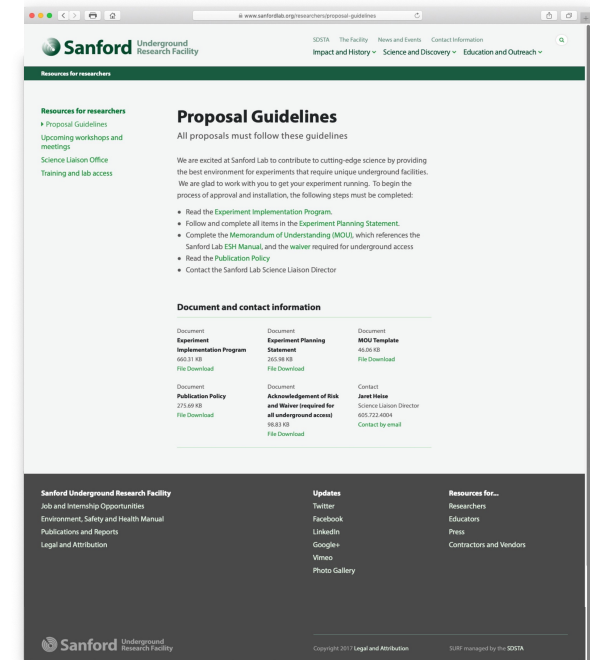 www.sanfordlab.org/researchers/proposal-guidelines
Sanford Underground
Research Facility
SDSTA The Facility News and Events Contact Information
Impact and History Science and Discovery Education and Outreach
Resources for researchers
Resources for researchers
Proposal Guidelines
Upcoming workshops and
meetings
Science Liaison Office
Training and lab access
Proposal Guidelines
All proposals must follow these guidelines
We are excited at Sanford Lab to contribute to cutting-edge science by providing
the best environment for experiments that require unique underground facilities.
We are glad to work with you to get your experiment running. To begin the
process of approval and installation, the following steps must be completed:
Read the Experiment Implementation Program.
Follow and complete all items in the Experiment Planning Statement.
Complete the Memorandum of Understanding (MOU), which references the
Sanford Lab ESH Manual, and the waiver required for underground access
Read the Publication Policy
Contact the Sanford Lab Science Liaison Director
Document and contact information
Document
Experiment
Implementation Program
660.31 KB
File Download
Document
Experiment Planning
Statement
265.98 KB
File Download
Document
MOU Template
46.06 KB
File Download
Document
Publication Policy
275.69 KB
File Download
Document
Acknowledgement of Risk
and Waiver (required for
all underground access)
98.83 KB
File Download
Contact
Jaret Heise
Science Liaison Director
605.722.4004
Contact by email
Sanford Underground Research Facility
Job and Internship Opportunities
Environment, Safety and Health Manual
Publications and Reports
Legal and Attribution
Updates
Twitter
Facebook
LinkedIn
Google+
Vimeo
Photo Gallery
Resources for...
Researchers
Educators
Press
Contractors and Vendors
Sanford Underground
Research Facility
Copyright 2017 Legal and Attribution
SURF managed by the SDSTA